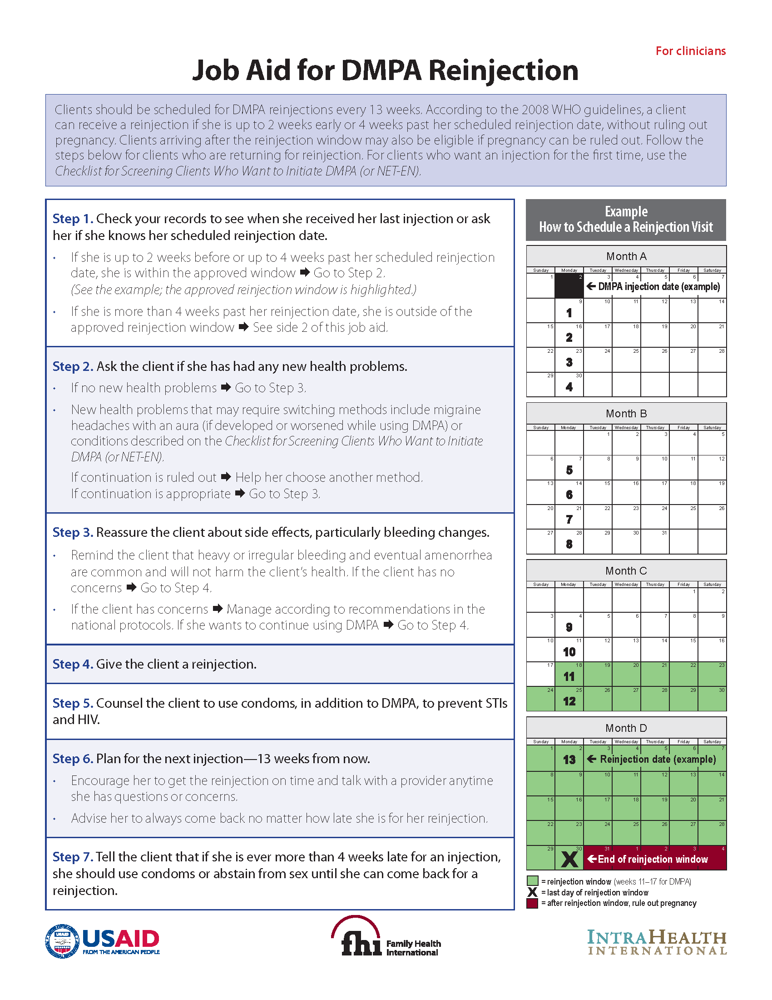 For clinicians
Job Aid for DMPA Reinjection
Clients should be scheduled for DMPA reinjections every 13 weeks. According to the 2008 WHO guidelines, a client
can receive a reinjection if she is up to 2 weeks early or 4 weeks past her scheduled reinjection date, without ruling out
pregnancy. Clients arriving after the reinjection window may also be eligible if pregnancy can be ruled out. Follow the
steps below for clients who are returning for reinjection. For clients who want an injection for the first time, use the
Checklist for Screening Clients Who Want to Initiate DMPA (or NET-EN).
Step 1. Check your records to see when she received her last injection or ask
her if she knows her scheduled reinjection date.
• If she is up to 2 weeks before or up to 4 weeks past her scheduled reinjection
date, she is within the approved window ➡ Go to Step 2.
(See the example; the approved reinjection window is highlighted.)
• If she is more than 4 weeks past her reinjection date, she is outside of the
approved reinjection window ➡ See side 2 of this job aid.
Step 2. Ask the client if she has had any new health problems.
• If no new health problems ➡ Go to Step 3.
• New health problems that may require switching methods include migraine
headaches with an aura (if developed or worsened while using DMPA) or
conditions described on the Checklist for Screening Clients Who Want to Initiate
DMPA (or NET-EN).
If continuation is ruled out ➡ Help her choose another method.
If continuation is appropriate ➡ Go to Step 3.
Step 3. Reassure the client about side effects, particularly bleeding changes.
• Remind the client that heavy or irregular bleeding and eventual amenorrhea
are common and will not harm the client's health. If the client has no
concerns ➡ Go to Step 4.
• If the client has concerns ➡ Manage according to recommendations in the
national protocols. If she wants to continue using DMPA ➡ Go to Step 4.
Step 4. Give the client a reinjection.
Step 5. Counsel the client to use condoms, in addition to DMPA, to prevent STIs
and HIV.
Step 6. Plan for the next injection—13 weeks from now.
• Encourage her to get the reinjection on time and talk with a provider anytime
she has questions or concerns.
• Advise her to always come back no matter how late she is for her reinjection.
Step 7. Tell the client that if she is ever more than 4 weeks late for an injection,
she should use condoms or abstain from sex until she can come back for a
reinjection.
Example
How to Schedule a Reinjection Visit
Month A
Sunday Monday Tuesday Wednesday Thursday Friday Saturday
1 2 3 4 5 6 7
← DMPA injection date (example)
9 10 11 12 13 14
1
15 16 17 18 19 20 21
2
22 23 24 25 26 27 28
3
29 30
4
Month B
Sunday Monday Tuesday Wednesday Thursday Friday Saturday
1 2 3 4 5
6 7 8 9 10 11 12
5
13 14 15 16 17 18 19
6
20 21 22 23 24 25 26
7
27 28 29 30 31
8
Month C
Sunday Monday Tuesday Wednesday Thursday Friday Saturday
1 2
3 4 5 6 7 8 9
9
10 11 12 13 14 15 16
10
17 18 19 20 21 22 23
11
24 25 26 27 28 29 30
12
Month D
Sunday Monday Tuesday Wednesday Thursday Friday Saturday
1 2 3 4 5 6 7
13 ← Reinjection date (example)
8 9 10 11 12 13 14
15 16 17 18 19 20 21
22 23 24 25 26 27 28
29 30 31 1 2 3 4
X ←End of reinjection window
= reinjection window (weeks 11–17 for DMPA)
X = last day of reinjection window
= after reinjection window, rule out pregnancy
USAID
USAID
FROM THE AMERICAN PEOPLE
fhi Family Health
International
INTRAHEALTH
INTERNATIONAL